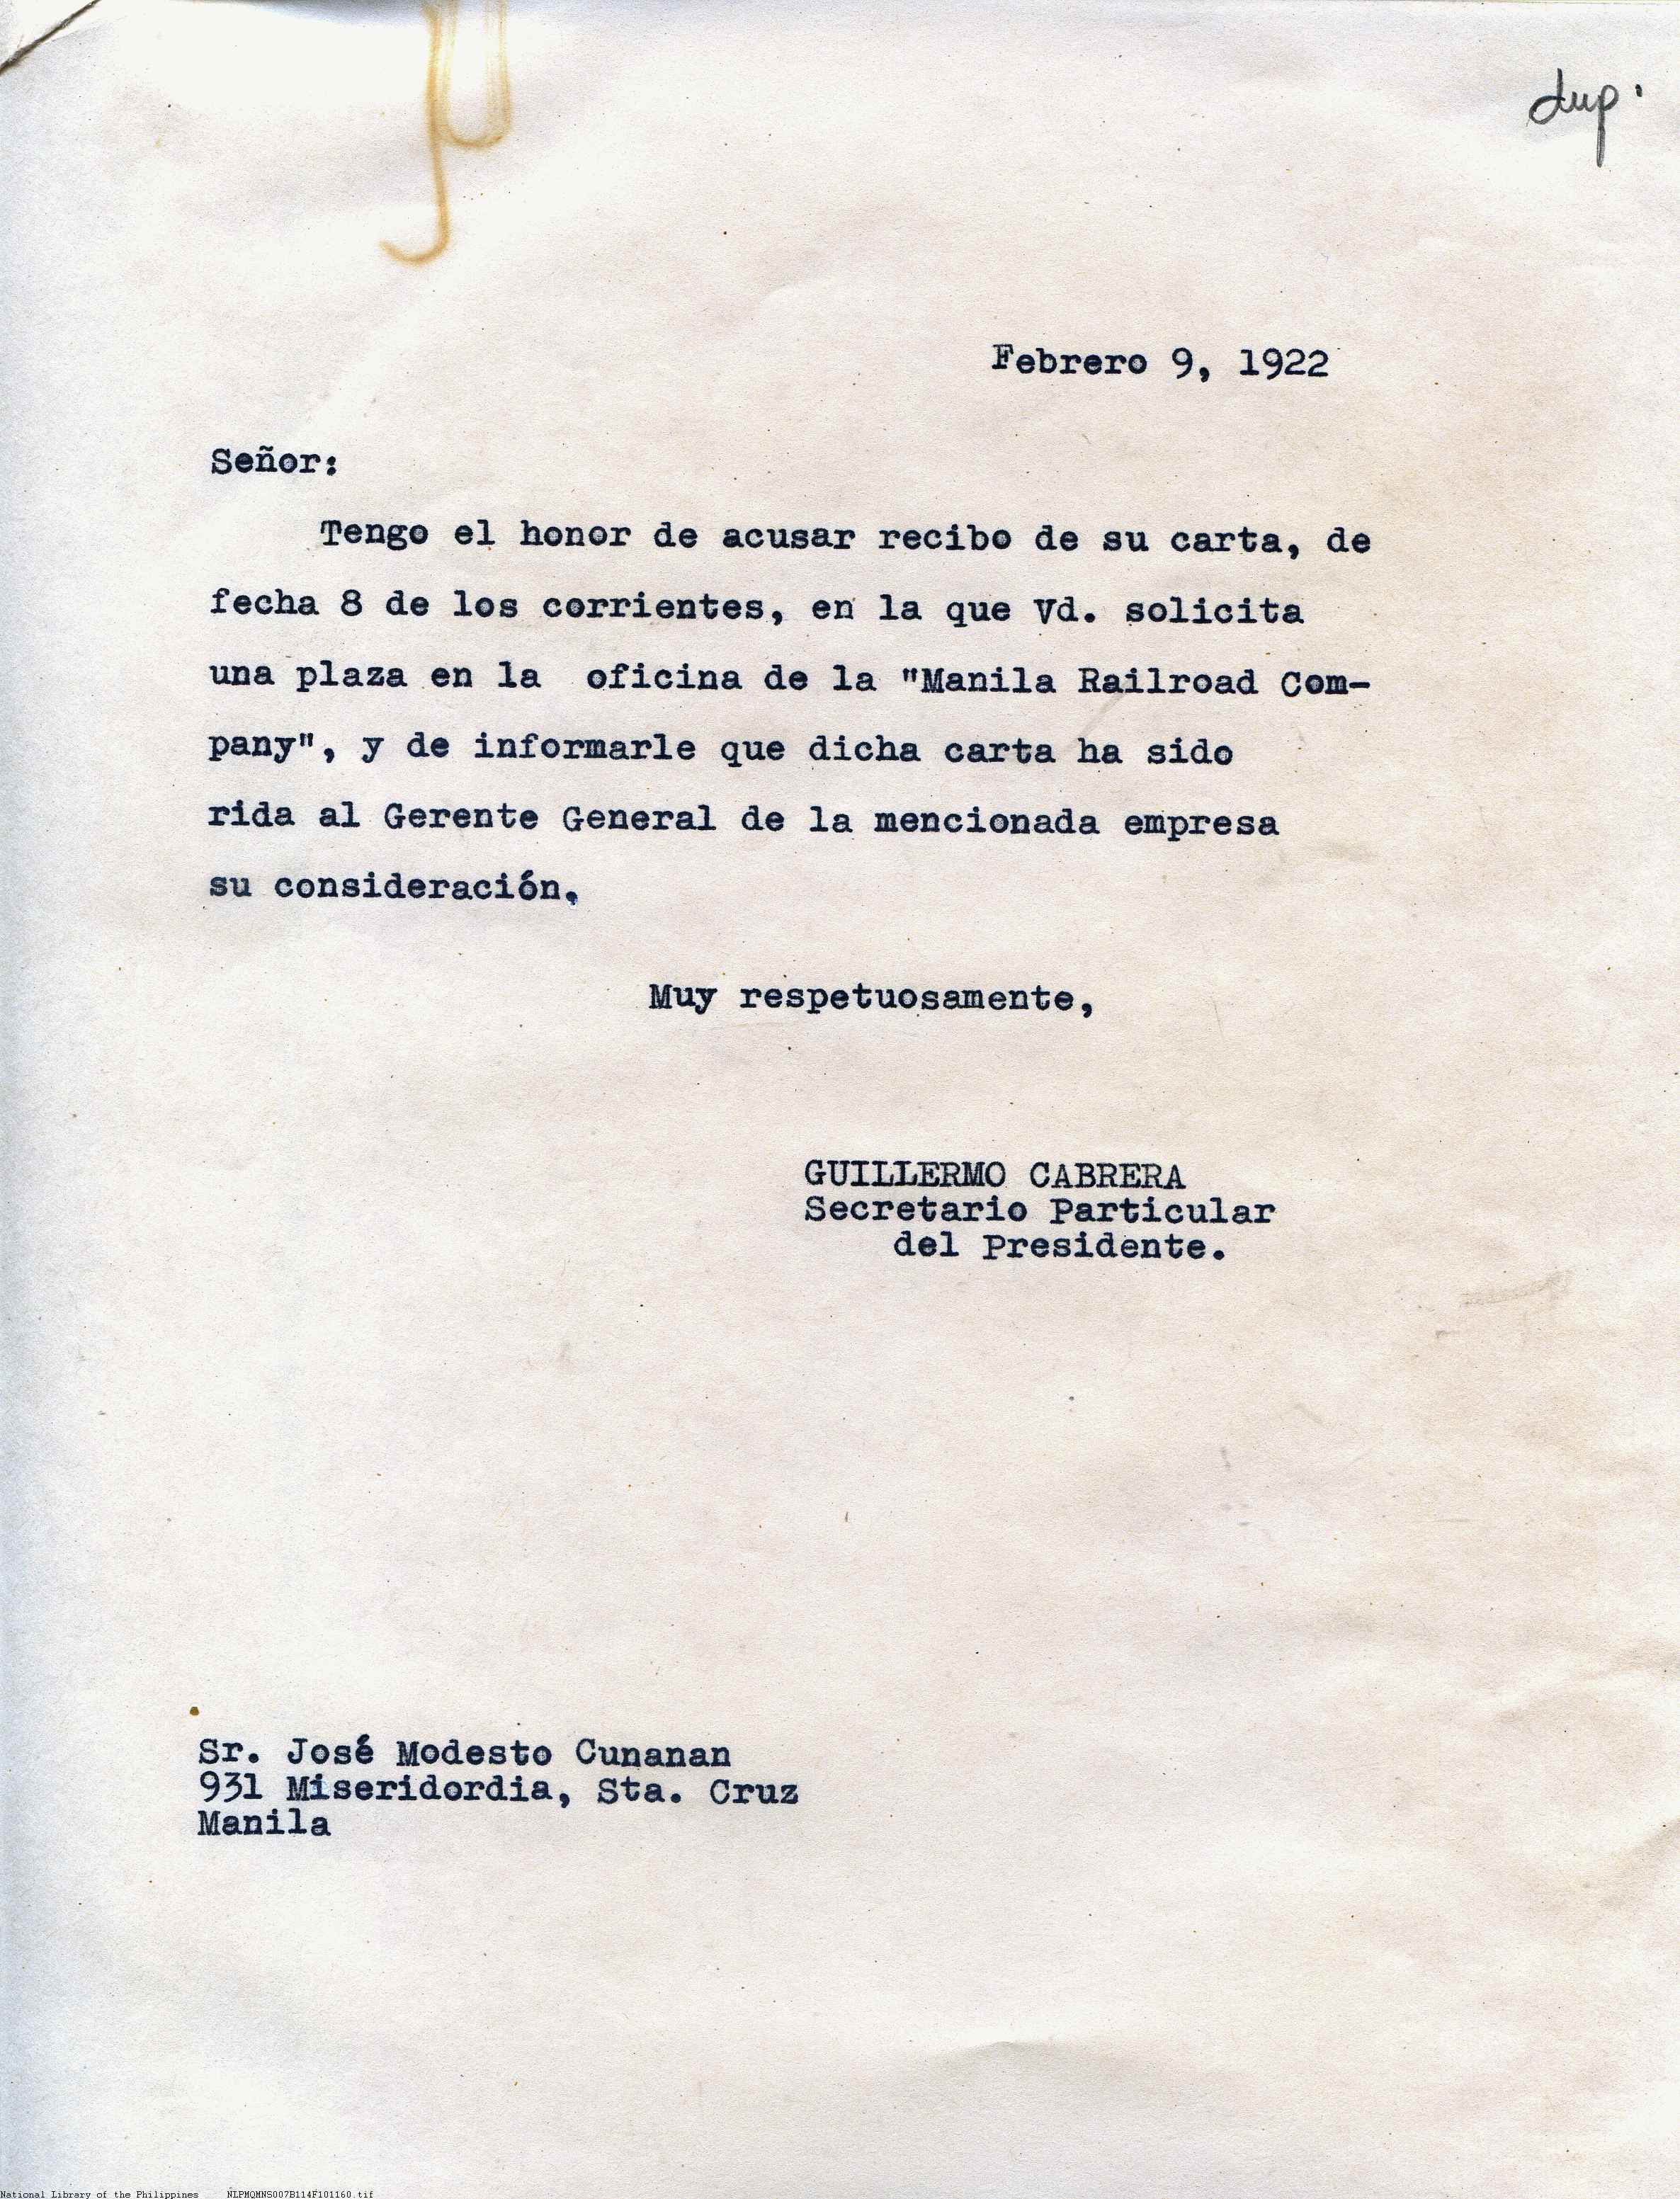 dup.
Febrero 9, 1922
Señor:
Tengo el honor de acusar recibo de su carta, de
fecha 8 de los corrientes, en la que Vd. solicita
una plaza en la oficina de la "Manila Railroad Com-
pany", y de informarle que dicha carta ha sido
rida al Gerente General de la mencionada empresa
su consideración.
Muy respetuosamente,
GUILLERMO CABRERA
Secretario Particular
del Presidente.
Sr. José Modesto Cunanan
931 Miseridordia, Sta. Cruz
Manila
National Library of the Philippines NLPMQMNS007B114F101160.tif